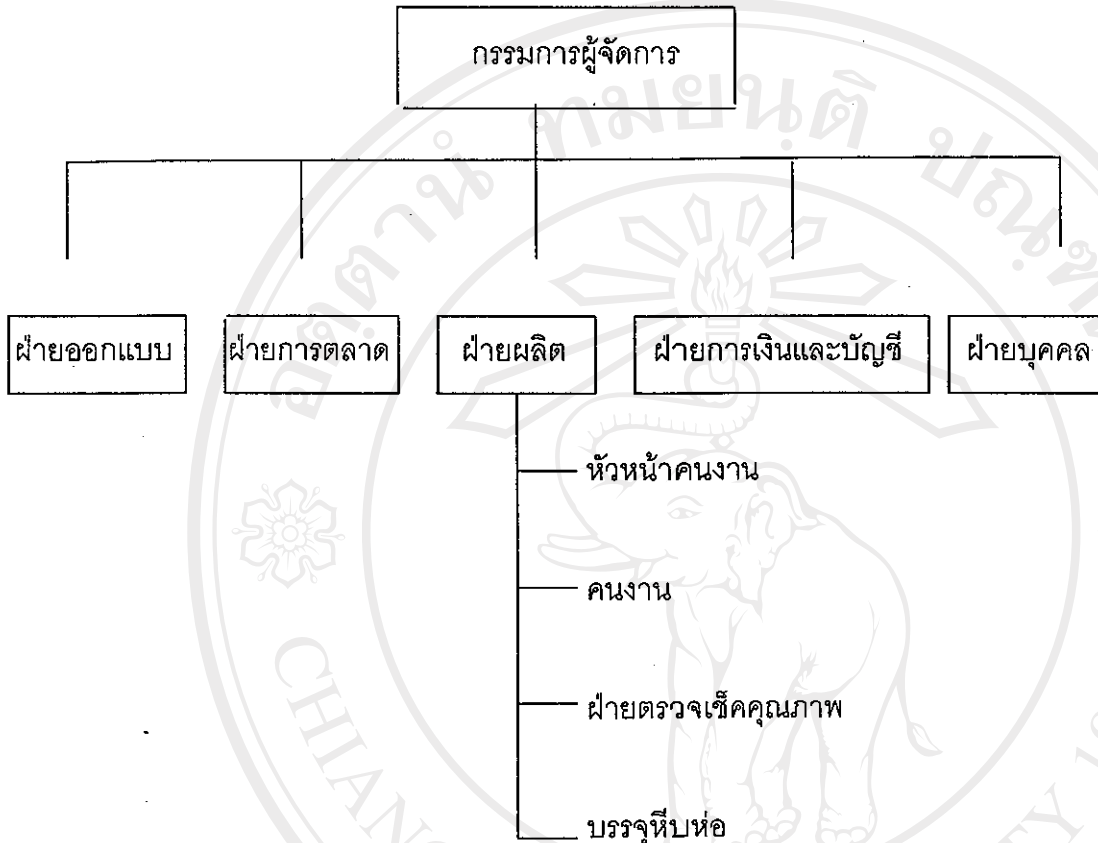 กรรมการผู้จัดการ
ฝ่ายออกแบบ
ฝ่ายการตลาด
ฝ่ายผลิต
ฝ่ายการเงินและบัญชี
ฝ่ายบุคคล
หัวหน้าคนงาน
คนงาน
ฝ่ายตรวจเช็คคุณภาพ
บรรจุหีบห่อ